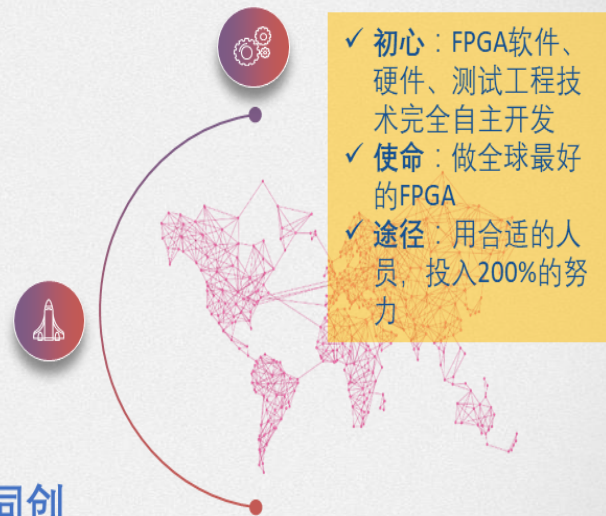 ✓ 初心：FPGA软件、
硬件、测试工程技
术完全自主开发
✓ 使命：做全球最好
的FPGA
✓ 途径：用合适的人
员，投入200%的努
力
同创